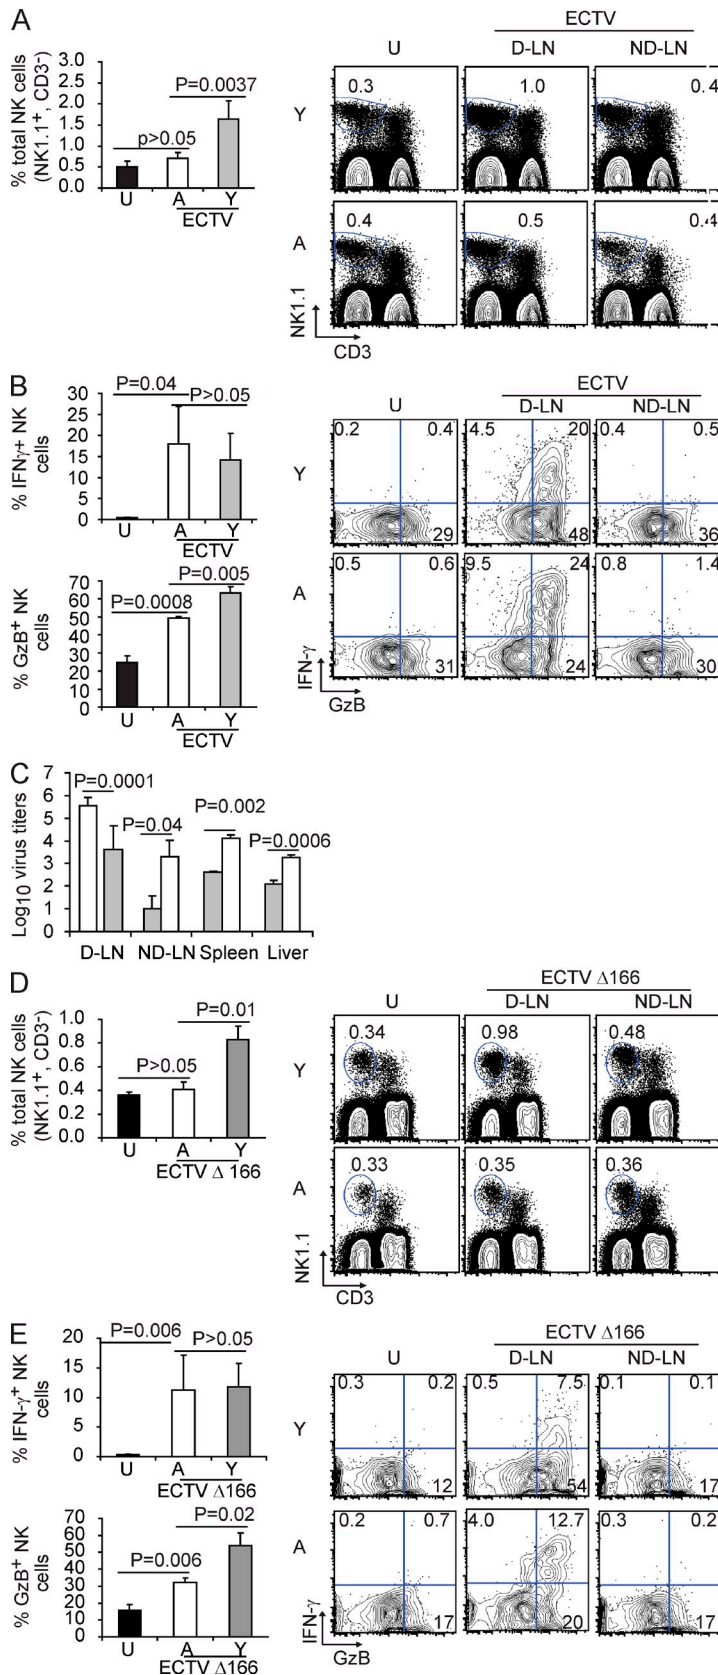 A
ECTV
U D-LN ND-LN
% total NK cells
(NK1.1+, CD3-)
3.0
2.5
2.0
1.5
1.0
0.5
0.0
P=0.0037
p>0.05
U A Y
ECTV
Y
0.3 1.0 0.4
A
0.4 0.5 0.4
NK1.1
CD3
B
ECTV
U D-LN ND-LN
% IFNγ+ NK
cells
30
25
20
15
10
5
0
P=0.04
P>0.05
U A Y
ECTV
Y
0.2 0.4 4.5 20 0.4 0.5
29 48 36
% GzB+ NK
cells
70
60
50
40
30
20
10
0
P=0.005
P=0.0008
U A Y
ECTV
A
0.5 0.6 9.5 24 0.8 1.4
31 24 30
IFN-γ
GzB
C
Log10 virus titers
7
6
5
4
3
2
1
0
P=0.0001
P=0.04
P=0.002
P=0.0006
D-LN ND-LN Spleen Liver
D
ECTV Δ166
U D-LN ND-LN
% total NK cells
(NK1.1+, CD3-)
1.0
0.8
0.6
0.4
0.2
0.0
P=0.01
P>0.05
U A Y
ECTV Δ 166
Y
0.34 0.98 0.48
A
0.33 0.35 0.36
NK1.1
CD3
E
ECTV Δ166
U D-LN ND-LN
% IFN-γ+ NK
cells
20
15
10
5
0
P=0.006
P>0.05
U A Y
ECTV Δ166
Y
0.3 0.2 0.5 7.5 0.1 0.1
12 54 17
% GzB+ NK
cells
70
60
50
40
30
20
10
0
P=0.02
P=0.006
U A Y
ECTV Δ166
A
0.2 0.7 4.0 12.7 0.3 0.2
17 20 17
IFN-γ
GzB